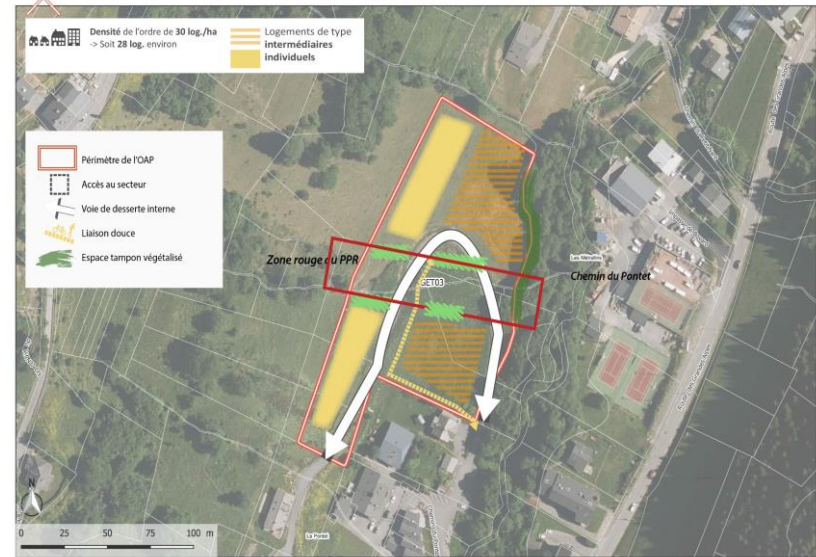 Densité de l'ordre de 30 log./ha
-> Soit 28 log. environ
Logements de type
intermédiaires
individuels
Périmètre de l'OAP
Accès au secteur
Voie de desserte interne
Liaison douce
Espace tampon végétalisé
Zone rouge du PPR
GET03
Les Mélèzins
Chemin du Pontet
Le Pontet
N
0 25 50 75 100 m